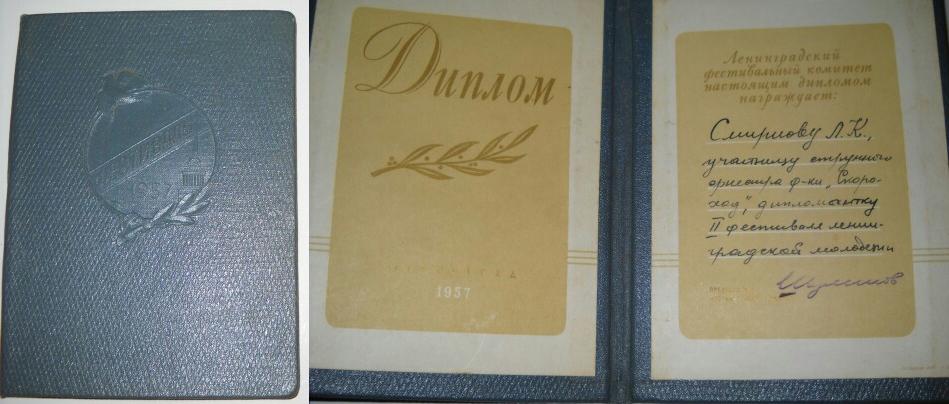 Диплом
ЛЕНИНГРАД
1957
Ленинградский
фестивальный комитет
настоящим дипломом
награждает:
Смирнову Л.К.,
участницу струнного
оркестра ф-ки „Скоро-
ход", дипломантку
II фестиваля ленин-
градской молодежи